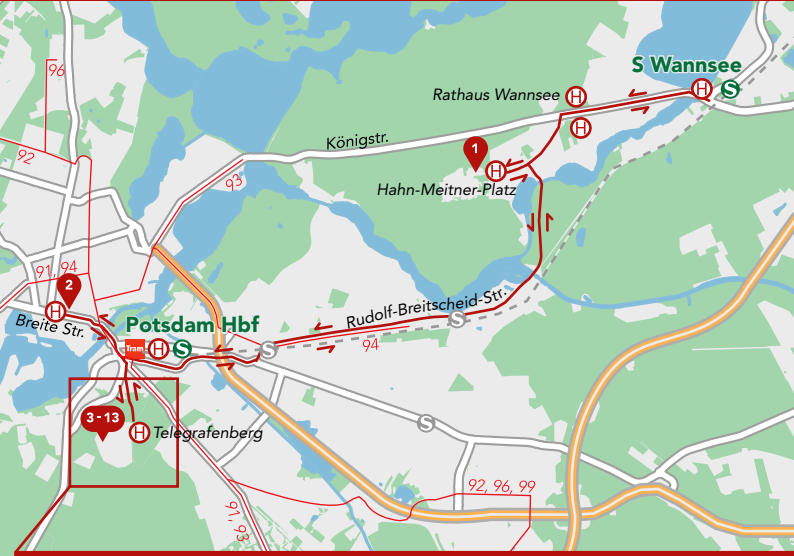 S Wannsee
H
S
96
Rathaus Wannsee
H
H
Königstr.
1
92
H
Hahn-Meitner-Platz
93
91, 94
2
H
Breite Str.
Potsdam Hbf
Tram
H
S
Rudolf-Breitscheid-Str.
S
S
94
3 - 13
H
Telegrafenberg
S
92, 96, 99
91, 93